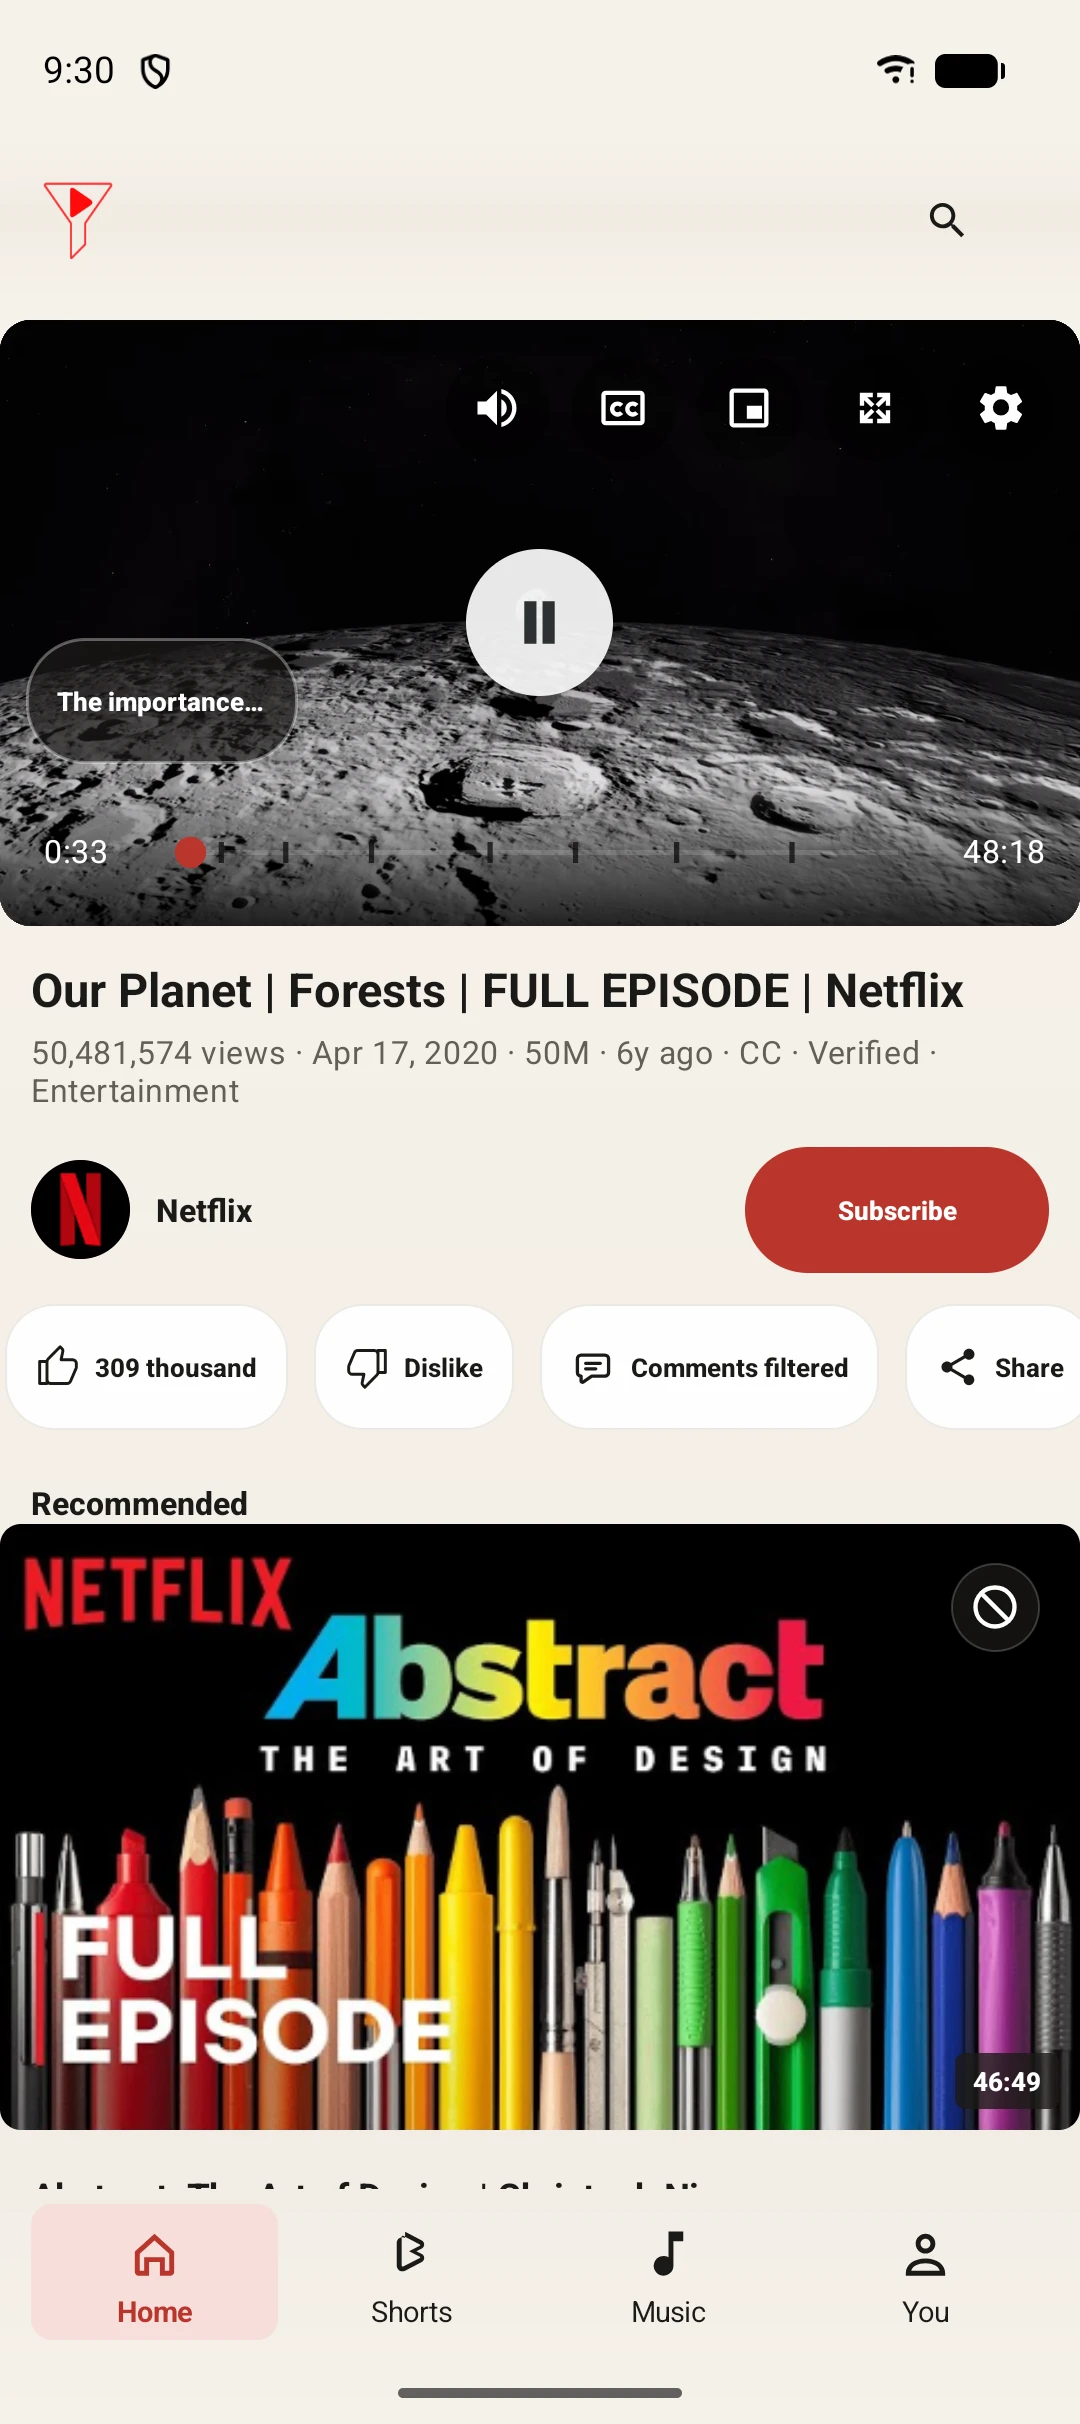 9:30
CC
The importance...
0:33
48:18
Our Planet | Forests | FULL EPISODE | Netflix
50,481,574 views · Apr 17, 2020 · 50M · 6y ago · CC · Verified ·
Entertainment
N
Netflix
Subscribe
309 thousand
Dislike
Comments filtered
Share
Recommended
NETFLIX
Abstract
THE ART OF DESIGN
FULL
EPISODE
46:49
Home
Shorts
Music
You